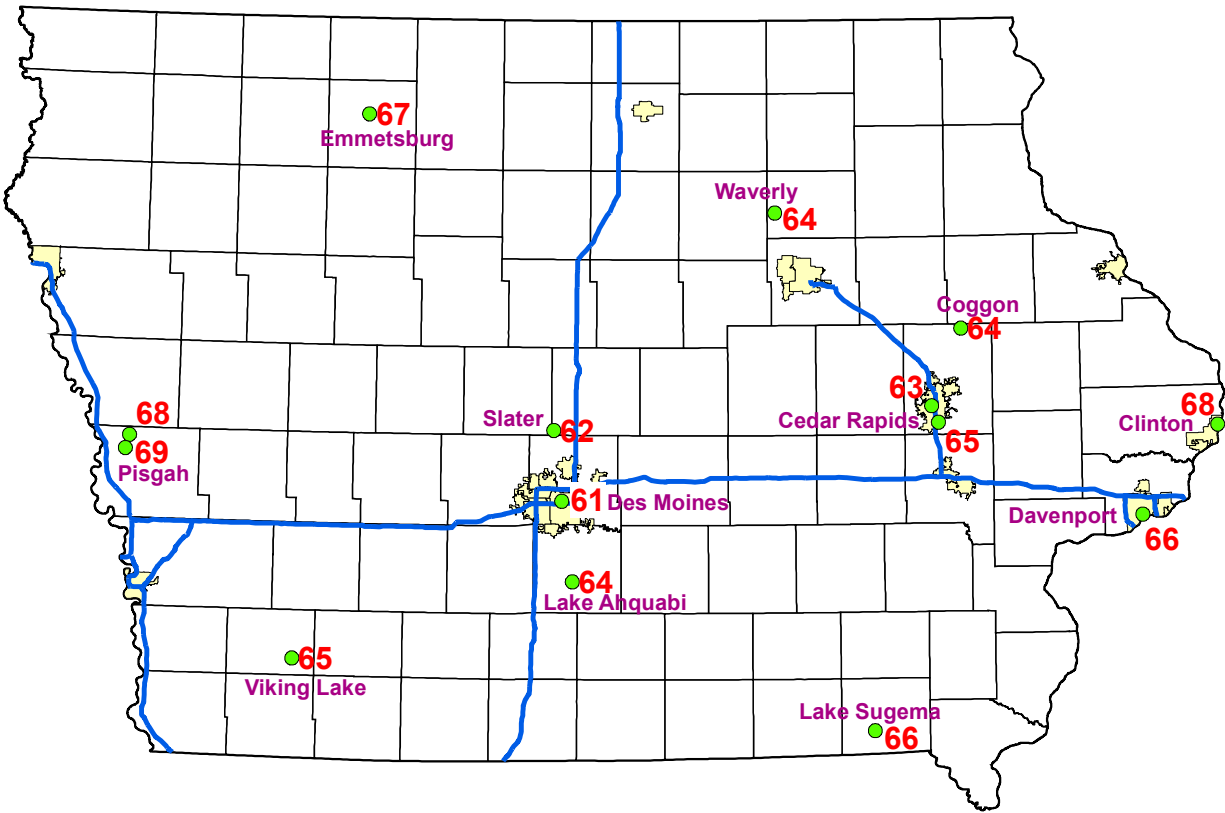 67
Emmetsburg
Waverly
64
Coggon
64
63
68
68
Slater
62
Cedar Rapids
65
Clinton
69
Pisgah
61 Des Moines
Davenport
66
64
Lake Ahquabi
65
Viking Lake
Lake Sugema
66